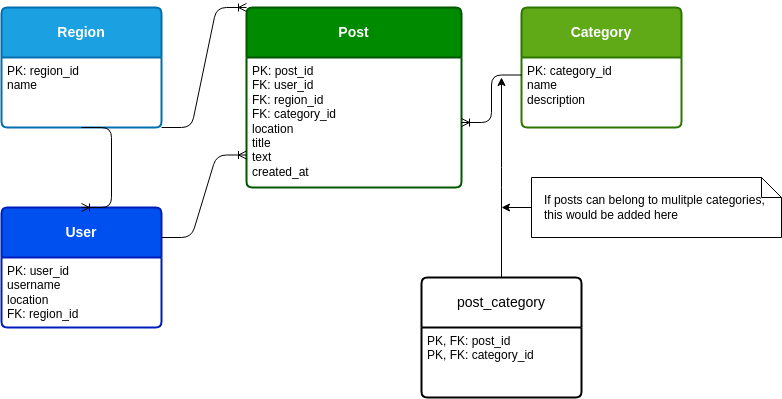 Region
PK: region_id
name
Post
PK: post_id
FK: user_id
FK: region_id
FK: category_id
location
title
text
created_at
Category
PK: category_id
name
description
If posts can belong to mulitple categories,
this would be added here
User
PK: user_id
username
location
FK: region_id
post_category
PK, FK: post_id
PK, FK: category_id